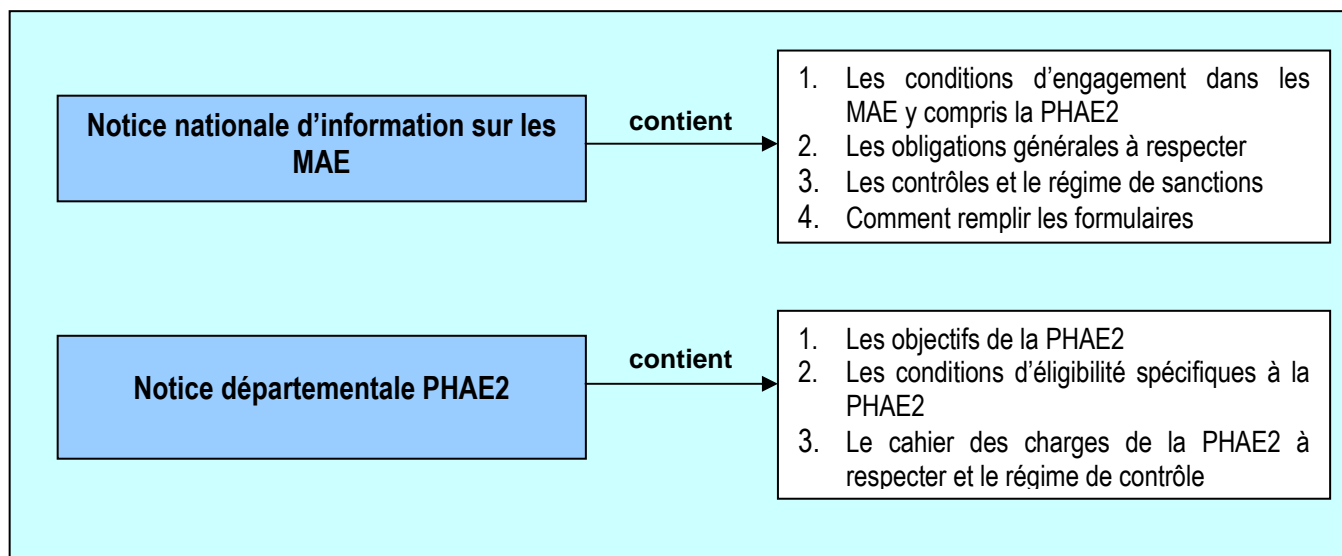 Notice nationale d’information sur les
MAE
contient
1. Les conditions d’engagement dans les
MAE y compris la PHAE2
2. Les obligations générales à respecter
3. Les contrôles et le régime de sanctions
4. Comment remplir les formulaires
Notice départementale PHAE2
contient
1. Les objectifs de la PHAE2
2. Les conditions d’éligibilité spécifiques à la
PHAE2
3. Le cahier des charges de la PHAE2 à
respecter et le régime de contrôle